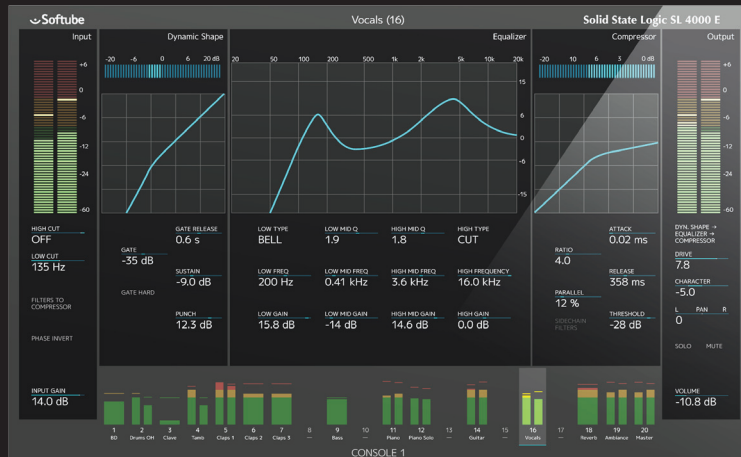 Softube
Vocals (16)
Solid State Logic SL 4000 E
Input
Dynamic Shape
Equalizer
Compressor
Output
-20 -6 3 6 20 dB
20 50 100 200 500 1k 2k 5k 10k 20k
-20 6 3 0 dB
+6
0
-6
-12
-24
-60
15
6
-6
-15
+6
0
-6
-12
-24
-60
HIGH CUT
OFF
LOW CUT
135 Hz
FILTERS TO
COMPRESSOR
PHASE INVERT
INPUT GAIN
14.0 dB
GATE RELEASE
0.6 s
GATE
-35 dB
SUSTAIN
-9.0 dB
GATE HARD
PUNCH
12.3 dB
LOW TYPE
BELL
LOW MID Q
1.9
HIGH MID Q
1.8
HIGH TYPE
CUT
LOW FREQ
200 Hz
LOW MID FREQ
0.41 kHz
HIGH MID FREQ
3.6 kHz
HIGH FREQUENCY
16.0 kHz
LOW GAIN
15.8 dB
LOW MID GAIN
-14 dB
HIGH MID GAIN
14.6 dB
HIGH GAIN
0.0 dB
ATTACK
0.02 ms
RATIO
4.0
RELEASE
358 ms
PARALLEL
12 %
SIDECHAIN
FILTERS
THRESHOLD
-28 dB
DYN. SHAPE →
EQUALIZER →
COMPRESSOR
DRIVE
7.8
CHARACTER
-5.0
L PAN R
0
SOLO MUTE
VOLUME
-10.8 dB
1 2 3 4 5 6 7 8 9 10 11 12 13 14 15 16 17 18 19 20
BD Drums OH Clave Tamb Claps 1 Claps 2 Claps 3 – Bass – Piano Piano Solo – Guitar – Vocals – Reverb Ambiance Master
CONSOLE 1